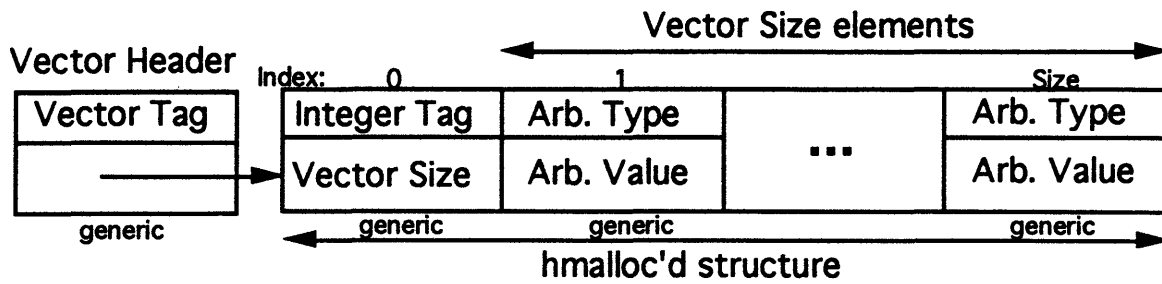 Vector Size elements
Vector Header
Index: 0 1 Size
Vector Tag Integer Tag Arb. Type Arb. Type
...
Vector Size Arb. Value Arb. Value
generic generic generic generic
hmalloc'd structure